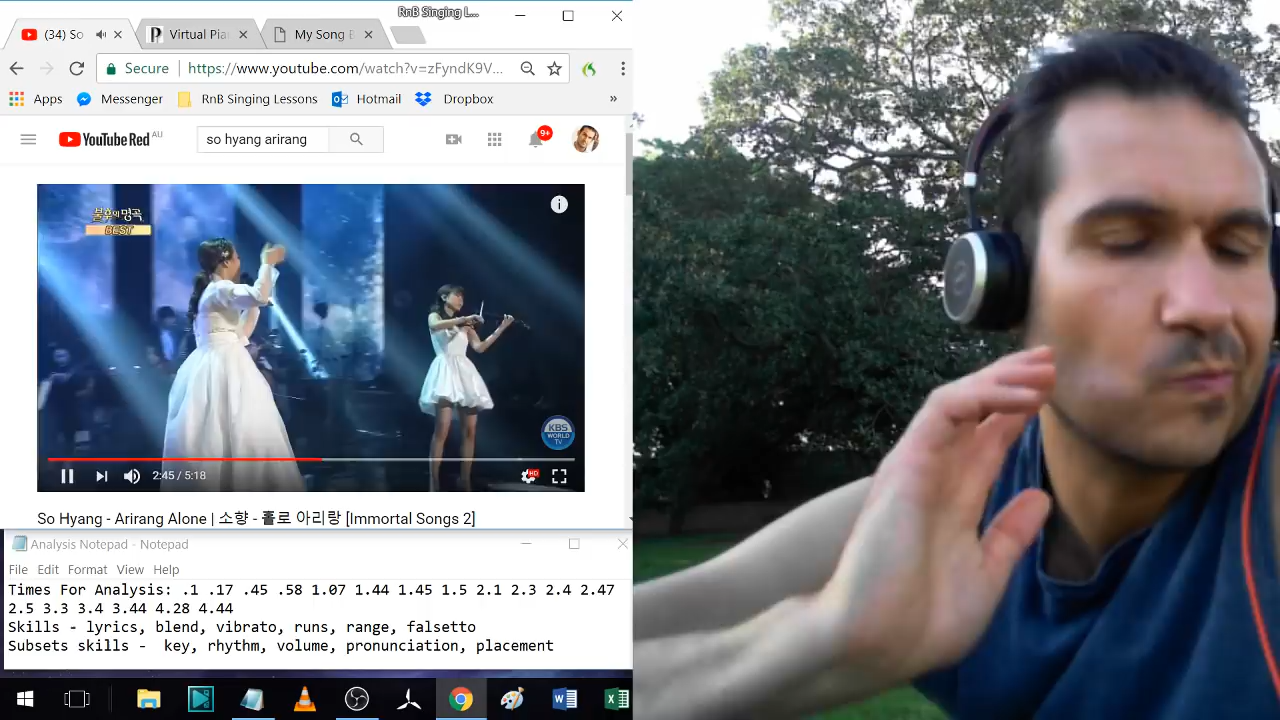 RnB Singing L...
(34) So
Virtual Pia
My Song
Secure
https://www.youtube.com/watch?v=zFyndK9V...
Apps
Messenger
RnB Singing Lessons
Hotmail
Dropbox
»
YouTube Red AU
so hyang arirang
9+
불후의명곡
BEST
KBS
WORLD
TV
2:45 / 5:18
HD
So Hyang - Arirang Alone | 소향 - 홀로 아리랑 [Immortal Songs 2]
Analysis Notepad - Notepad
File Edit Format View Help
Times For Analysis: .1 .17 .45 .58 1.07 1.44 1.45 1.5 2.1 2.3 2.4 2.47
2.5 3.3 3.4 3.44 4.28 4.44
Skills - lyrics, blend, vibrato, runs, range, falsetto
Subsets skills - key, rhythm, volume, pronunciation, placement